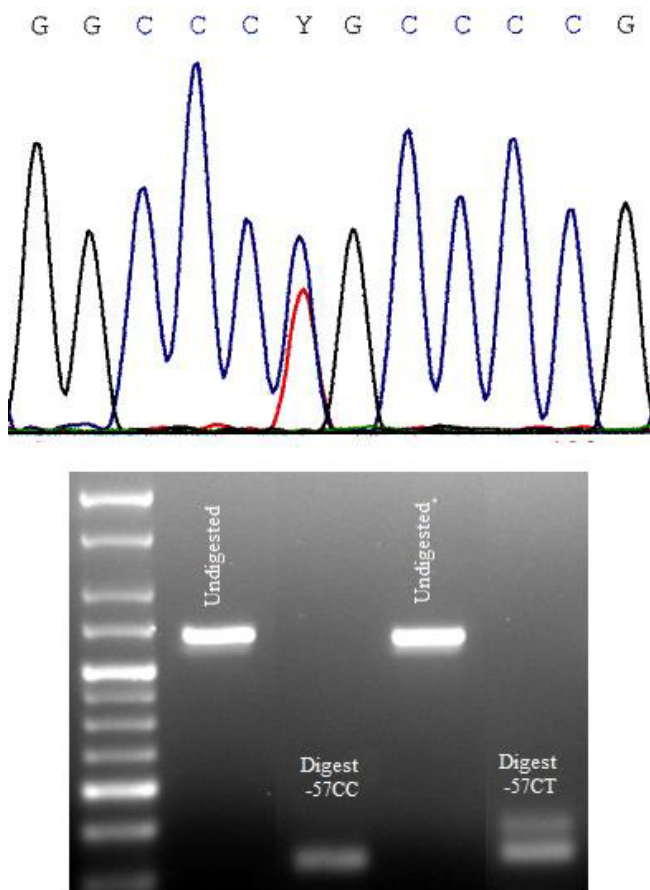 G G C C C Y G C C C C G
Undigested
Undigested
Digest
-57CC
Digest
-57CT